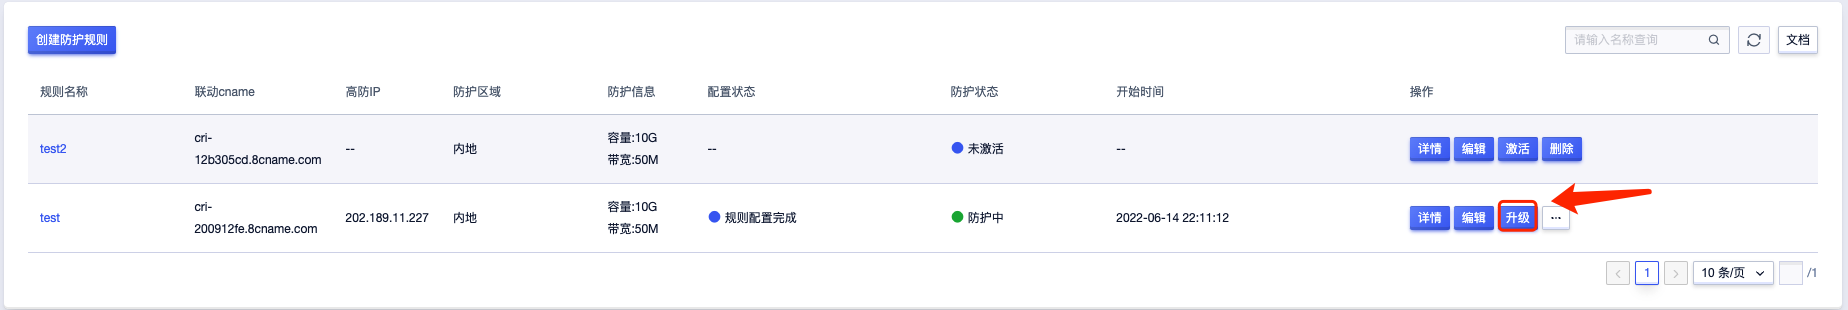 创建防护规则
请输入名称查询
文档
规则名称 联动cname 高防IP 防护区域 防护信息 配置状态 防护状态 开始时间 操作
test2 cri-12b305cd.8cname.com -- 内地 容量:10G 带宽:50M -- 未激活 -- 详情 编辑 激活 删除
test cri-200912fe.8cname.com 202.189.11.227 内地 容量:10G 带宽:50M 规则配置完成 防护中 2022-06-14 22:11:12 详情 编辑 升级 ...
1 10 条/页 /1